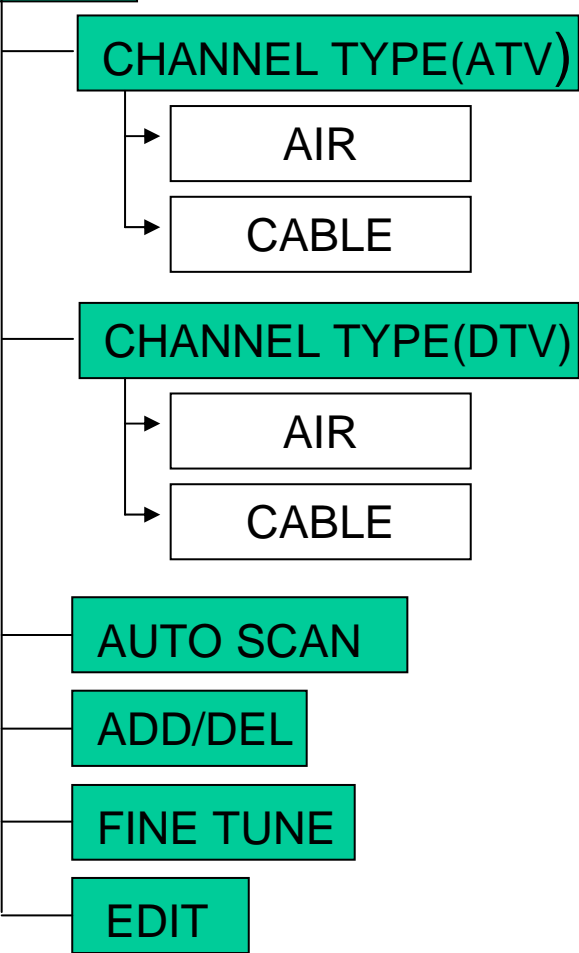 CHANNEL TYPE(ATV)
AIR
CABLE
CHANNEL TYPE(DTV)
AIR
CABLE
AUTO SCAN
ADD/DEL
FINE TUNE
EDIT